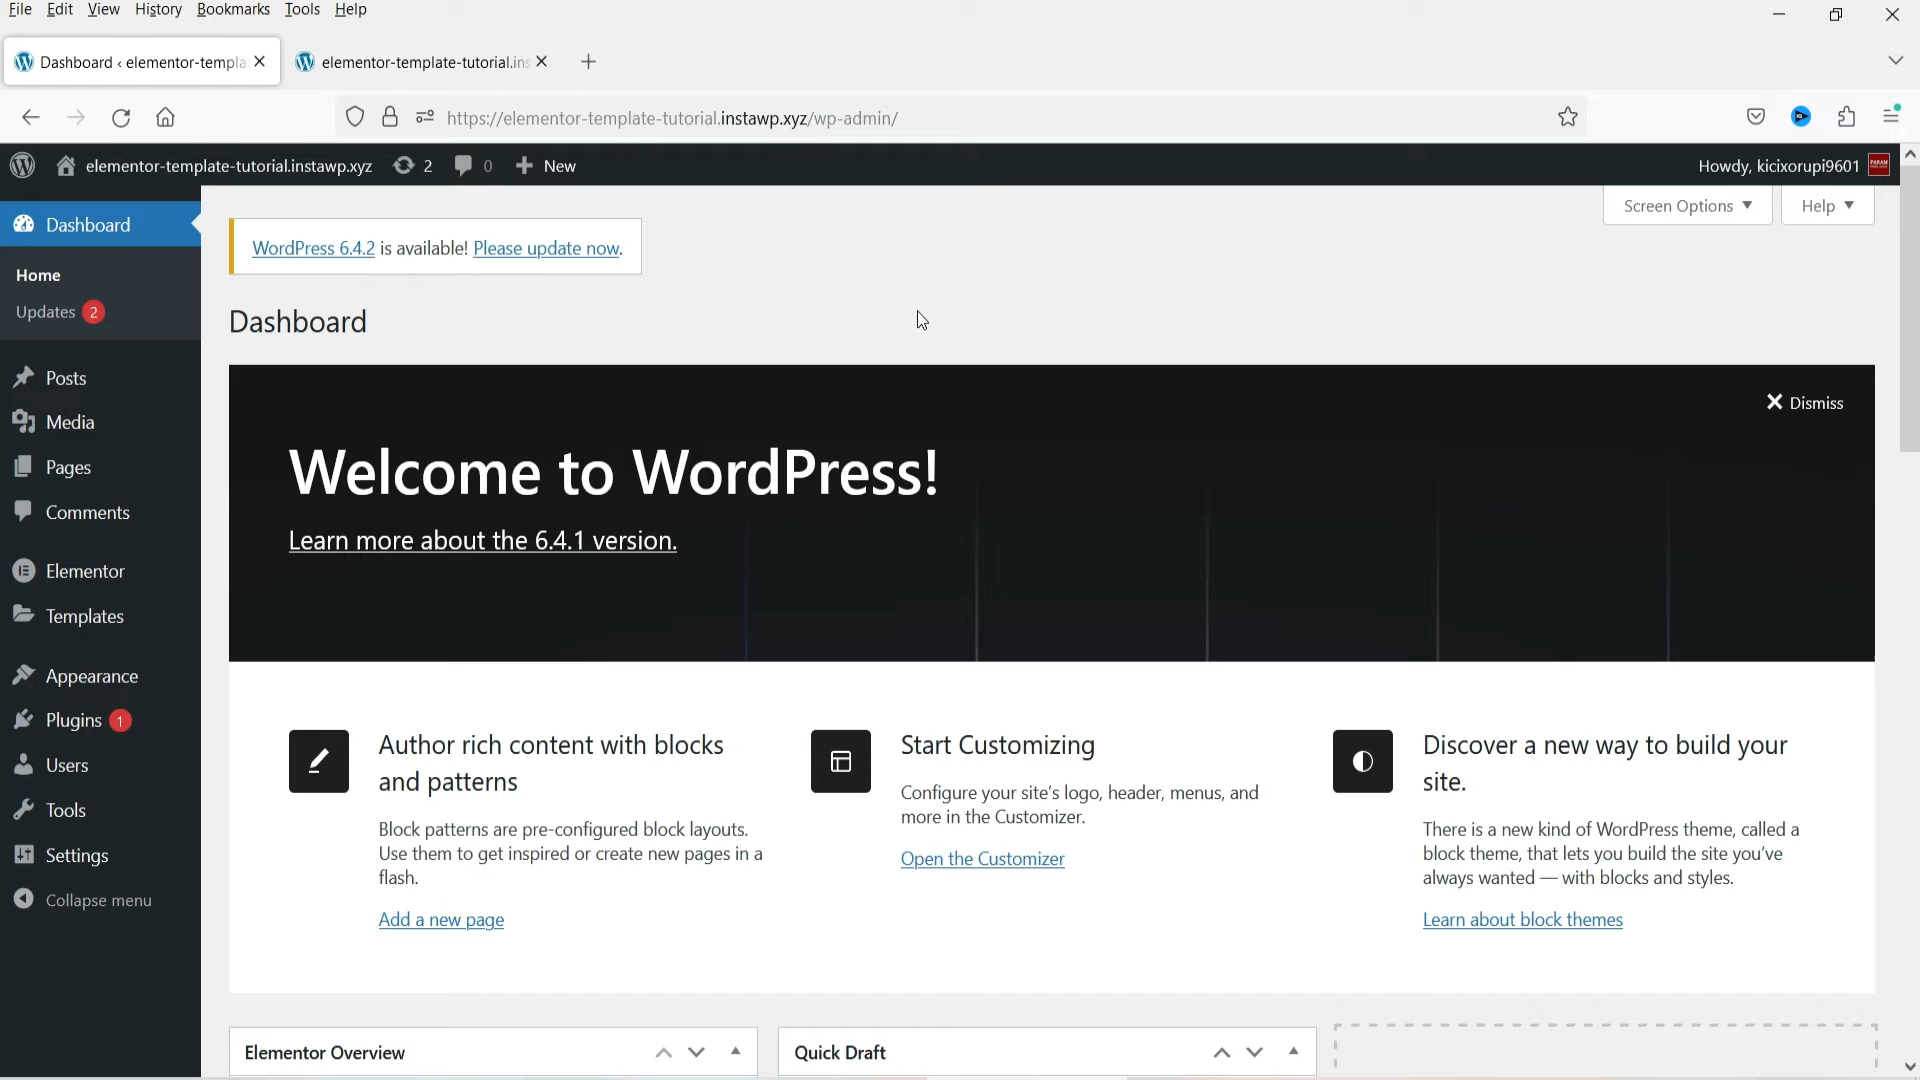 File Edit View History Bookmarks Tools Help
Dashboard ‹ elementor-templa
elementor-template-tutorial.ins
https://elementor-template-tutorial.instawp.xyz/wp-admin/
elementor-template-tutorial.instawp.xyz 2 0 New
Howdy, kicixorupi9601
Screen Options
Help
Dashboard
Home
Updates 2
Posts
Media
Pages
Comments
Elementor
Templates
Appearance
Plugins 1
Users
Tools
Settings
Collapse menu
WordPress 6.4.2 is available! Please update now.
Dashboard
Dismiss
Welcome to WordPress!
Learn more about the 6.4.1 version.
Author rich content with blocks
and patterns
Block patterns are pre-configured block layouts.
Use them to get inspired or create new pages in a
flash.
Add a new page
Start Customizing
Configure your site's logo, header, menus, and
more in the Customizer.
Open the Customizer
Discover a new way to build your
site.
There is a new kind of WordPress theme, called a
block theme, that lets you build the site you've
always wanted — with blocks and styles.
Learn about block themes
Elementor Overview
Quick Draft